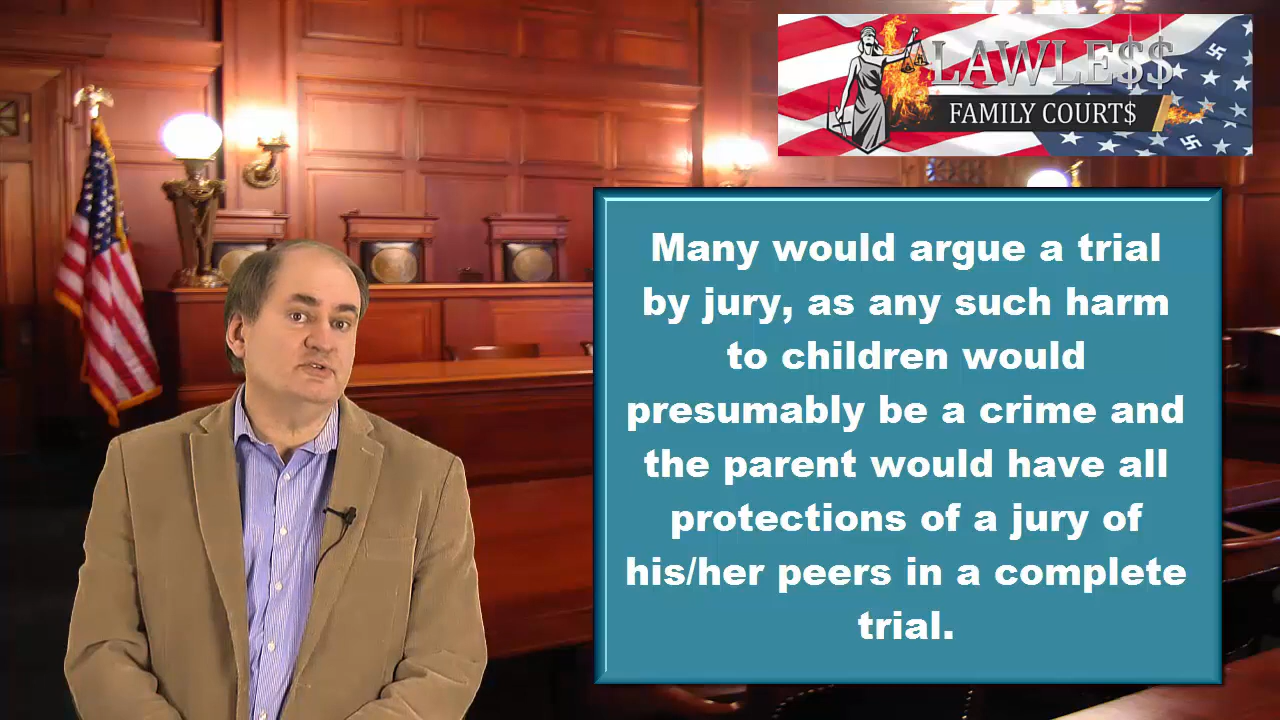 LAWLE$$
FAMILY COURT$
Many would argue a trial
by jury, as any such harm
to children would
presumably be a crime and
the parent would have all
protections of a jury of
his/her peers in a complete
trial.